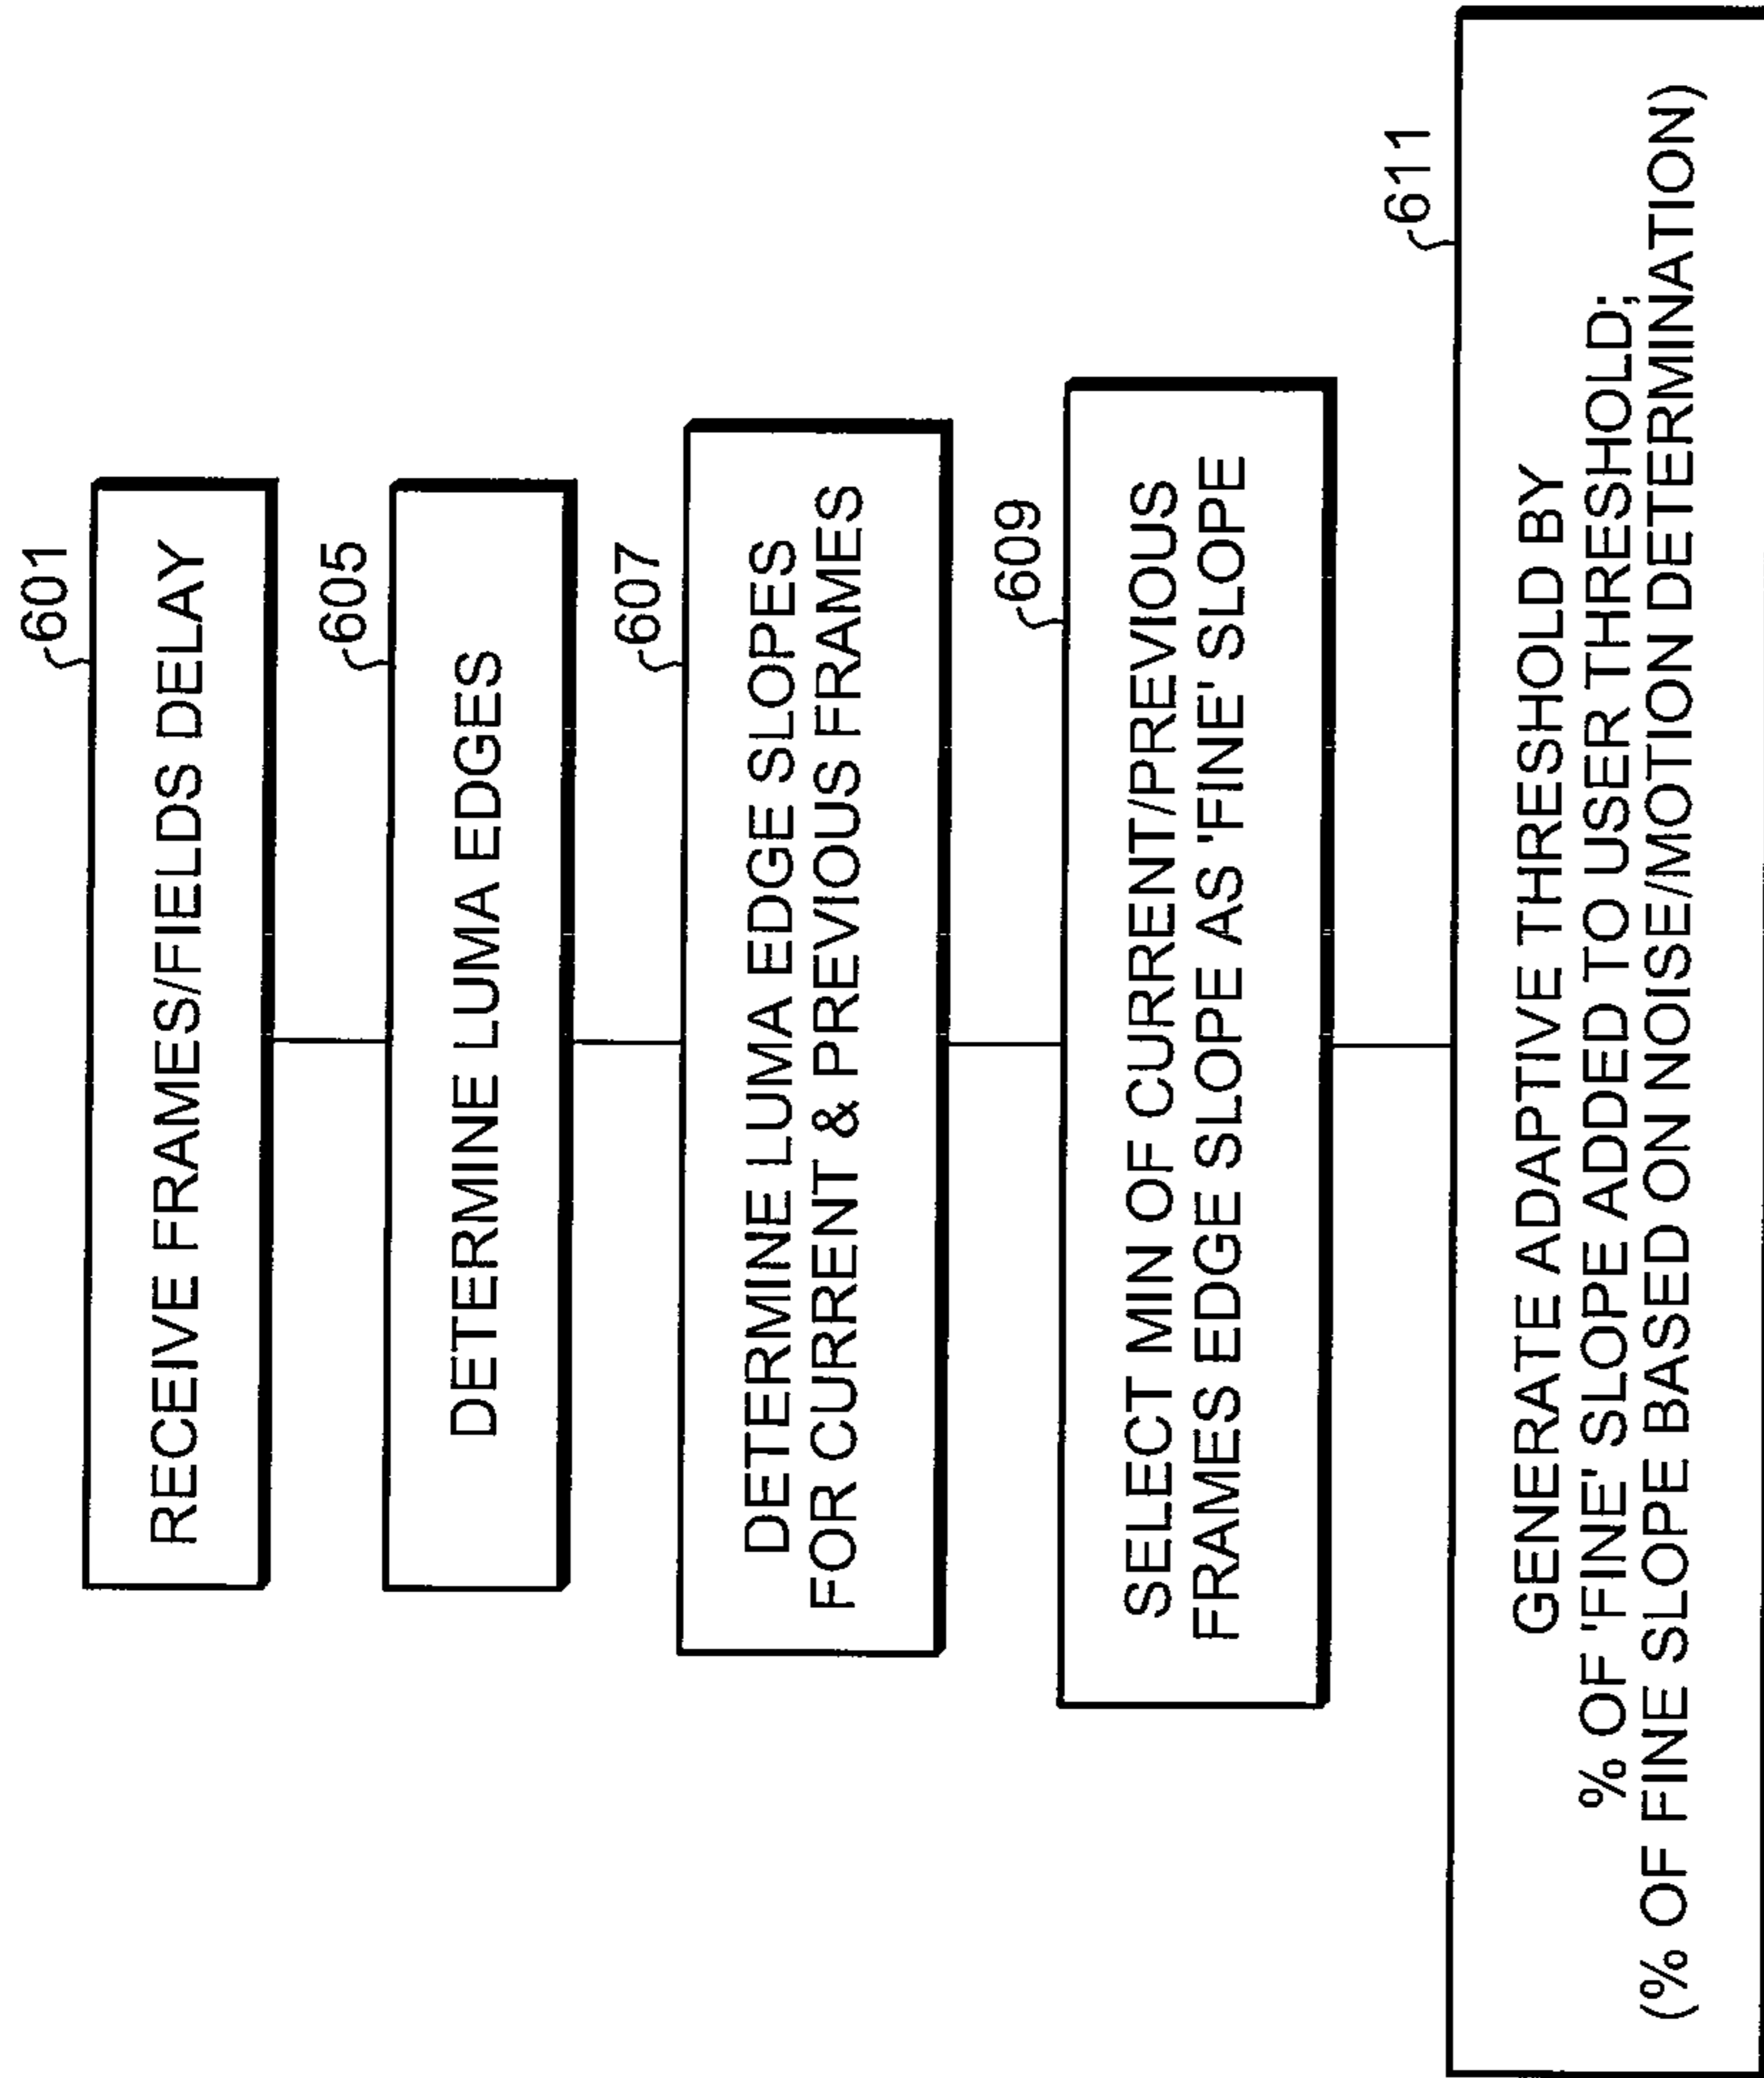 601
RECEIVE FRAMES/FIELDS DELAY
605
DETERMINE LUMA EDGES
607
DETERMINE LUMA EDGE SLOPES
FOR CURRENT & PREVIOUS FRAMES
609
SELECT MIN OF CURRENT/PREVIOUS
FRAMES EDGE SLOPE AS 'FINE' SLOPE
611
GENERATE ADAPTIVE THRESHOLD BY
% OF 'FINE' SLOPE ADDED TO USER THRESHOLD;
(% OF FINE SLOPE BASED ON NOISE/MOTION DETERMINATION)